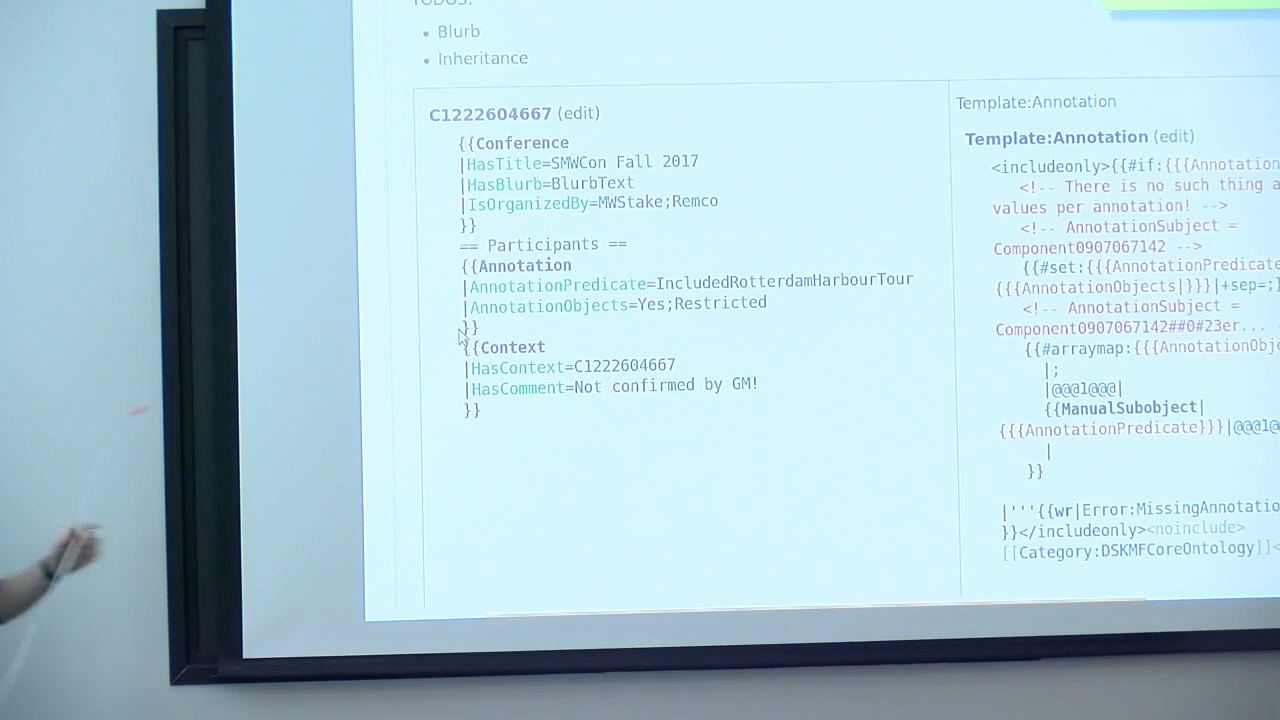 TODOs:
• Blurb
• Inheritance
C1222604667 (edit)
{{Conference
|HasTitle=SMWCon Fall 2017
|HasBlurb=BlurbText
|IsOrganizedBy=MWStake;Remco
}}
== Participants ==
{{Annotation
|AnnotationPredicate=IncludedRotterdamHarbourTour
|AnnotationObjects=Yes;Restricted
}}
{{Context
|HasContext=C1222604667
|HasComment=Not confirmed by GM!
}}
Template:Annotation
Template:Annotation (edit)
<includeonly>{{#if:{{{Annotation
<!-- There is no such thing a
values per annotation! -->
<!-- AnnotationSubject =
Component0907067142 -->
{{#set:{{{AnnotationPredicate
{{{AnnotationObjects|}}}|+sep=;}
<!-- AnnotationSubject =
Component0907067142##0#23er...
{{#arraymap:{{{AnnotationObje
|;
|@@@1@@@|
{{ManualSubobject|
{{{AnnotationPredicate}}}|@@@1@
|
}}
|'''{{wr|Error:MissingAnnotatio
}}</includeonly><noinclude>
[[Category:DSKMFCoreOntology]]<